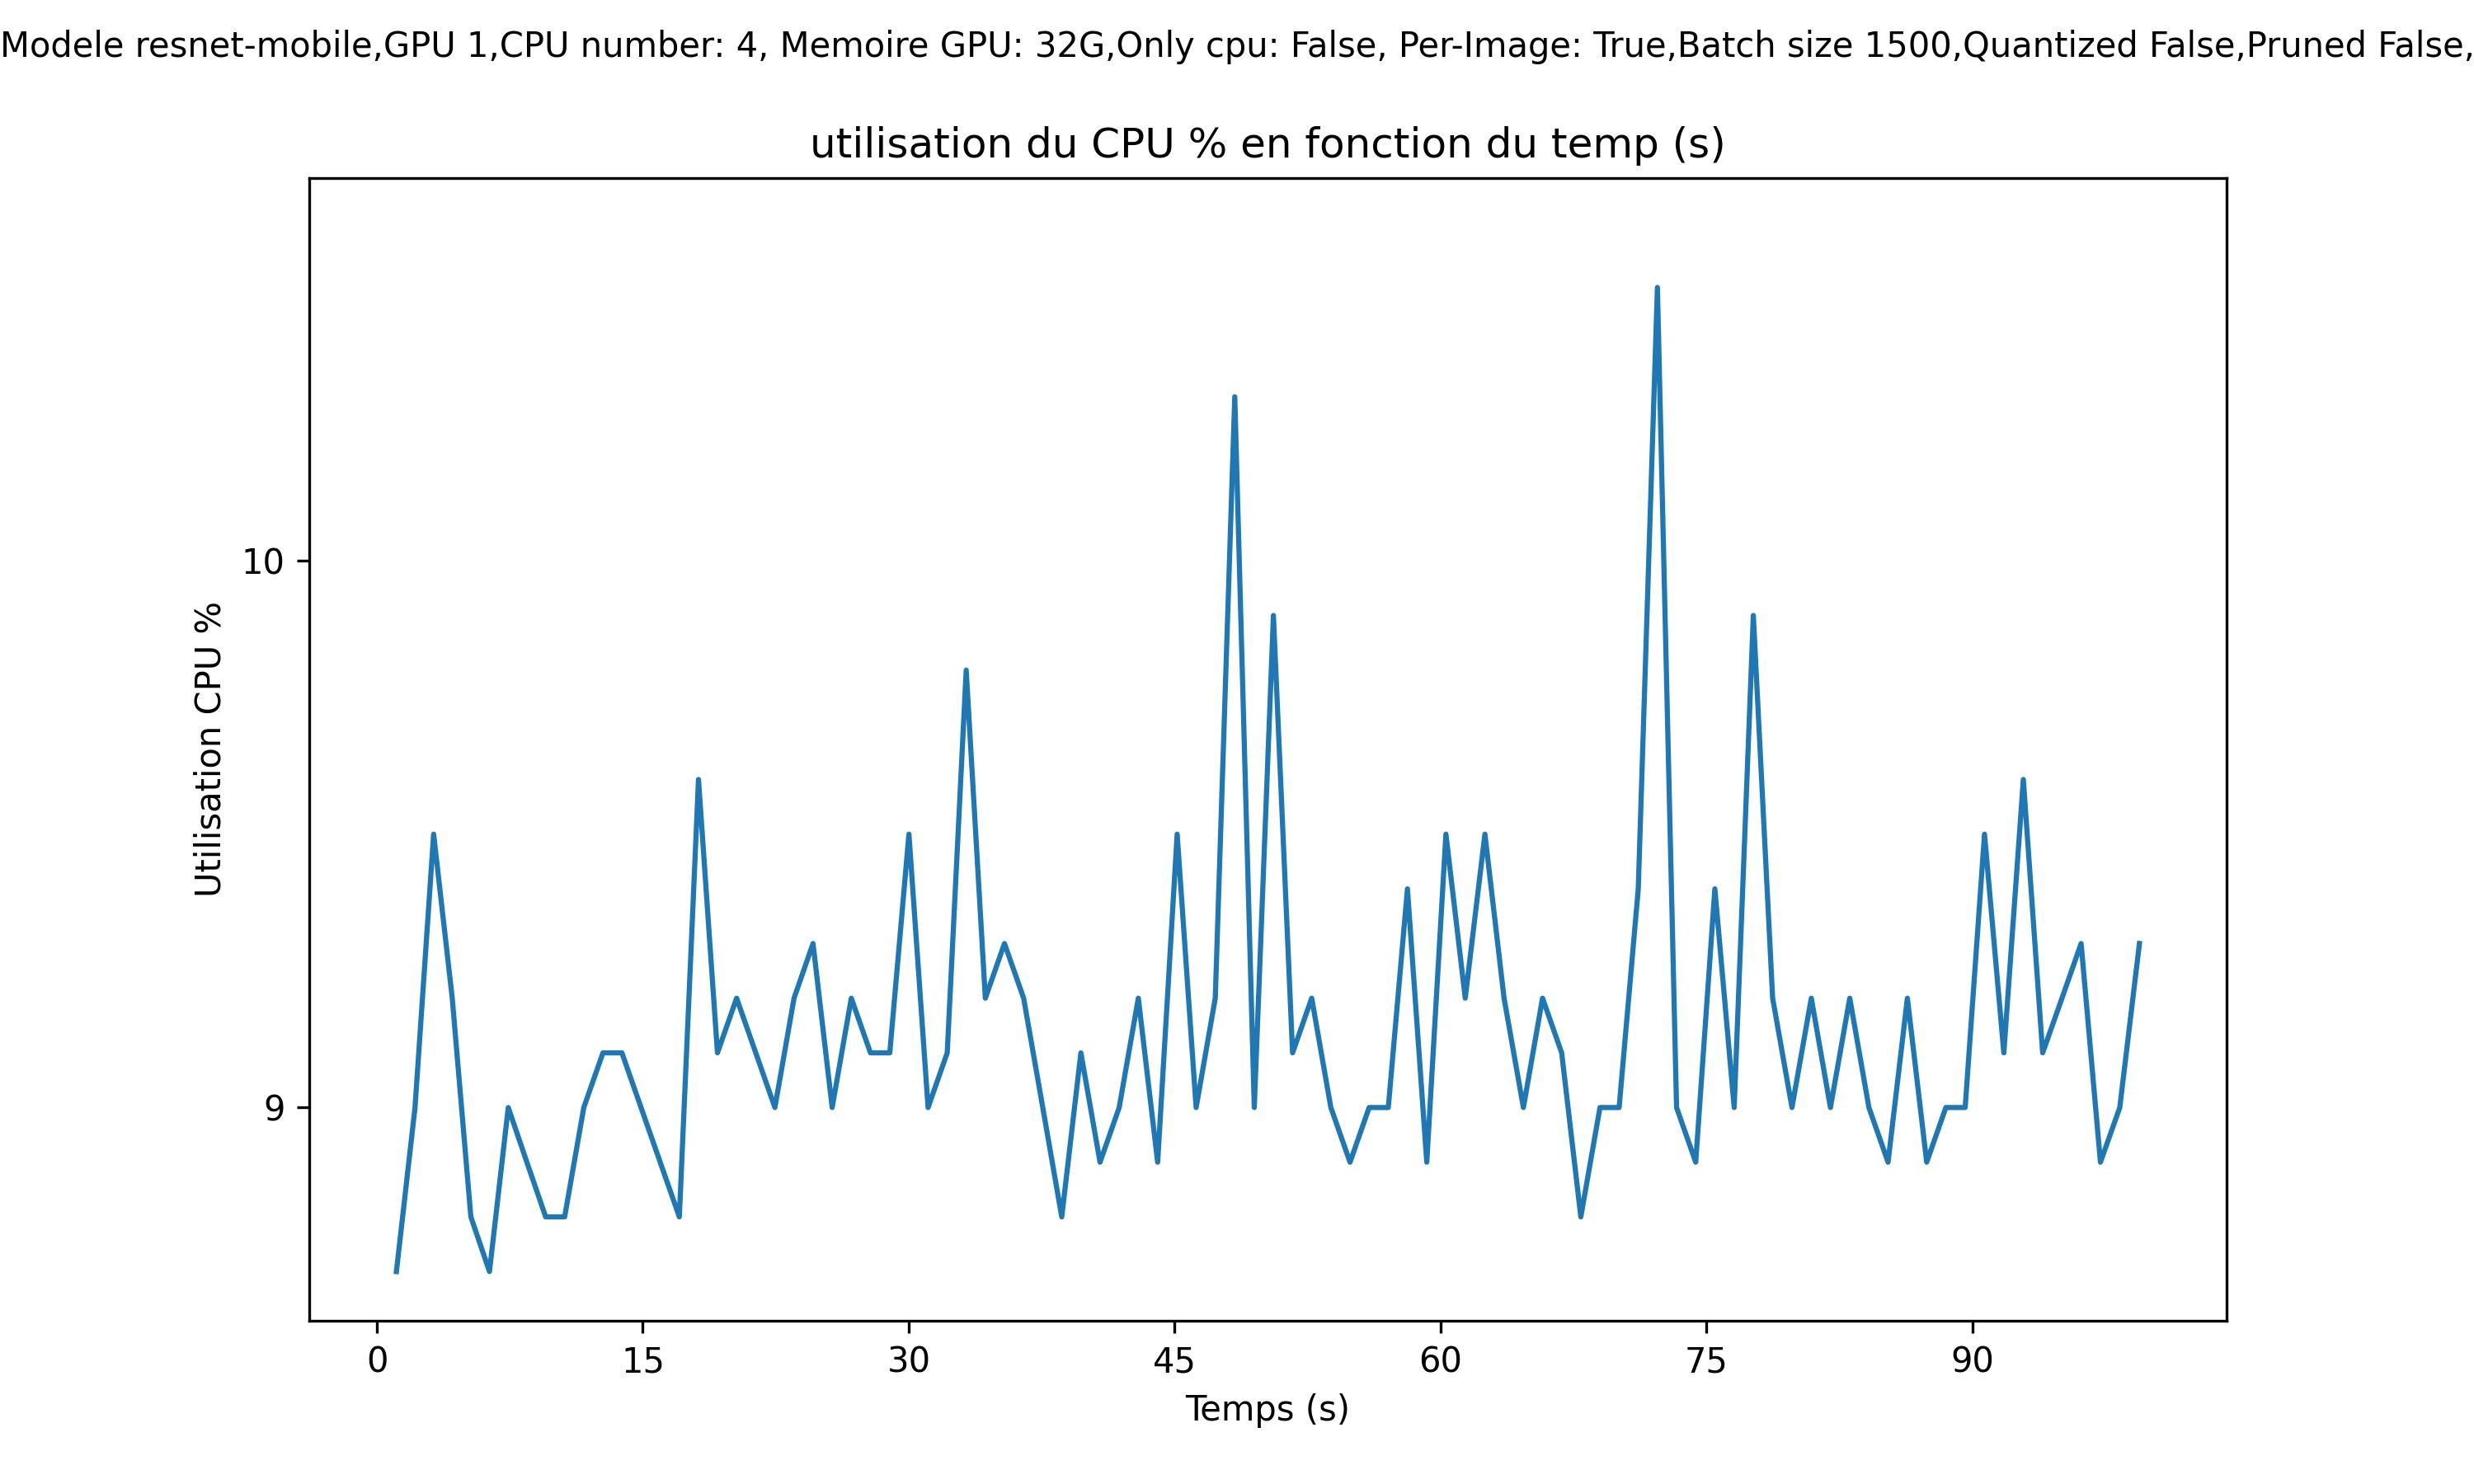 Modele resnet-mobile,GPU 1,CPU number: 4, Memoire GPU: 32G,Only cpu: False, Per-Image: True,Batch size 1500,Quantized False,Pruned False,
utilisation du CPU % en fonction du temp (s)
10
9
Utilisation CPU %
0 15 30 45 60 75 90
Temps (s)